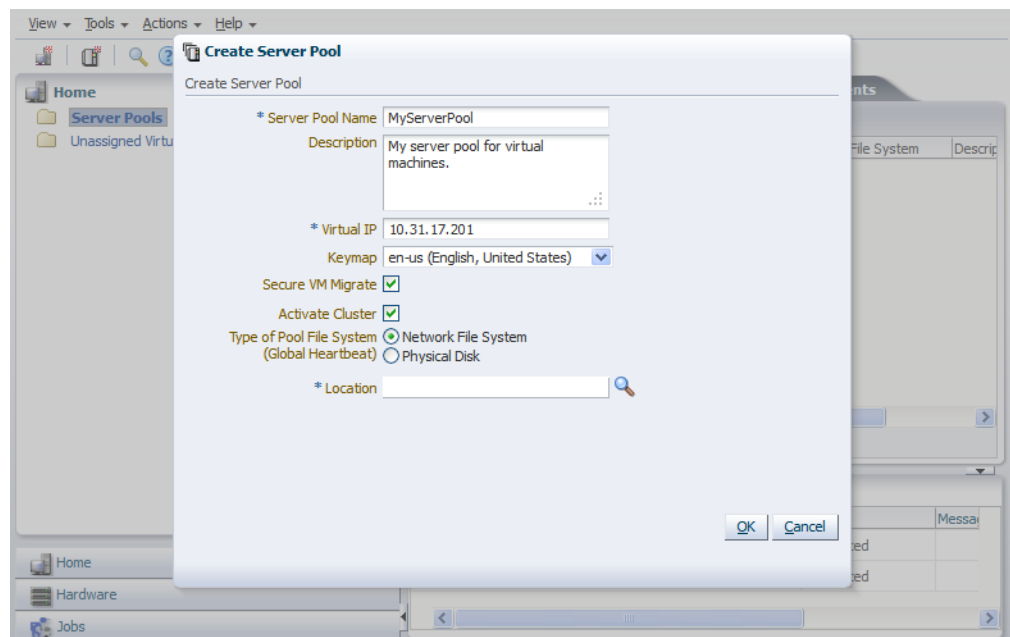 View Tools Actions Help
Create Server Pool
Create Server Pool
Home
Server Pools
Unassigned Virtu
* Server Pool Name MyServerPool
Description My server pool for virtual
machines.
* Virtual IP 10.31.17.201
Keymap en-us (English, United States)
Secure VM Migrate
Activate Cluster
Type of Pool File System Network File System
(Global Heartbeat) Physical Disk
* Location
OK Cancel
nts
File System Descrip
Messa
ted
ted
Home
Hardware
Jobs